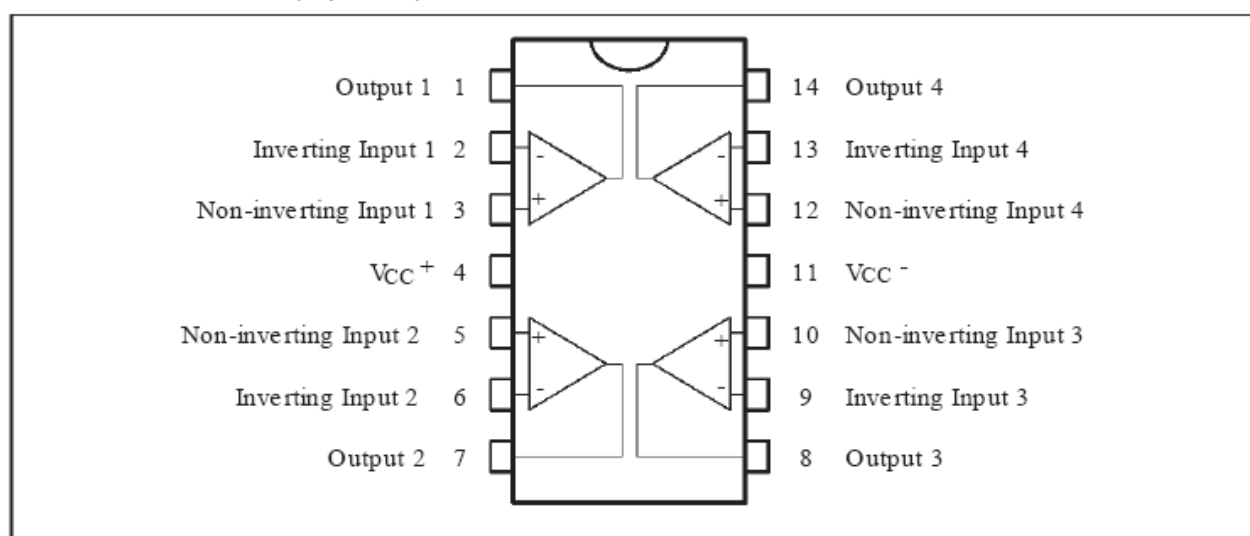 Output 1 1
14 Output 4
Inverting Input 1 2
-
-
13 Inverting Input 4
Non-inverting Input 1 3
+
+
12 Non-inverting Input 4
VCC + 4
11 VCC -
Non-inverting Input 2 5
+
+
10 Non-inverting Input 3
Inverting Input 2 6
-
-
9 Inverting Input 3
Output 2 7
8 Output 3